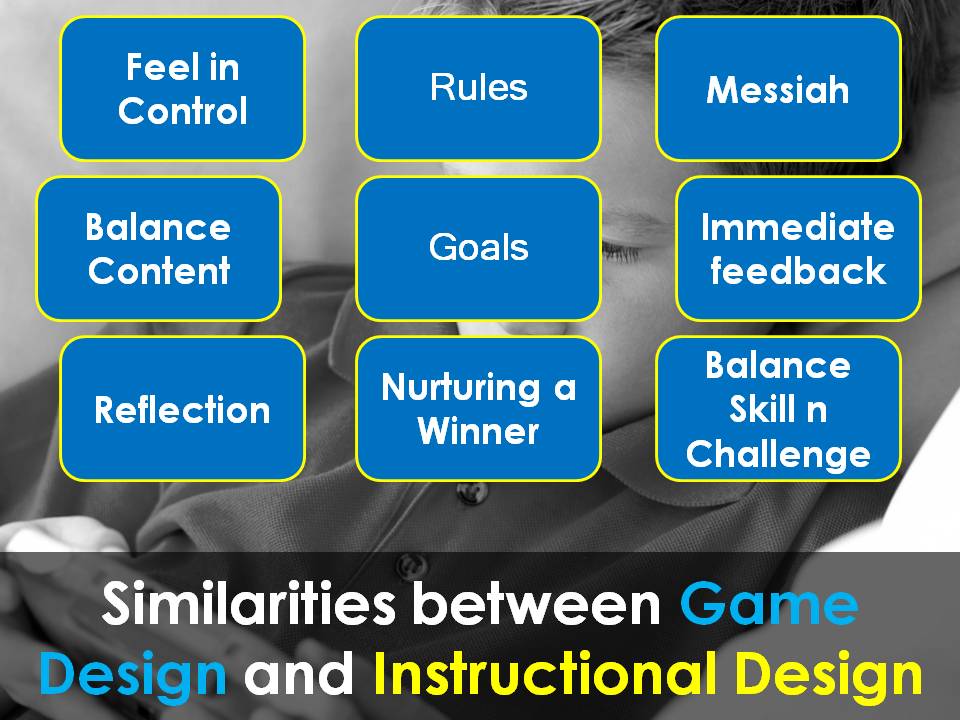 Feel in
Control
Rules
Messiah
Balance
Content
Goals
Immediate
feedback
Reflection
Nurturing a
Winner
Balance
Skill n
Challenge
Similarities between Game
Design and Instructional Design